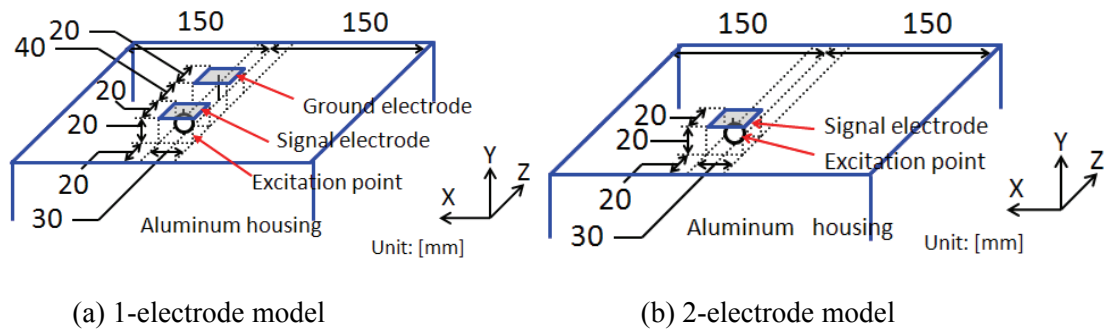 150 150
20
40
20
20
20
30
Ground electrode
Signal electrode
Excitation point
Aluminum housing
Unit: [mm]
Y
Z
X
(a) 1-electrode model
150 150
20
20
20
30
Signal electrode
Excitation point
Aluminum housing
Unit: [mm]
Y
Z
X
(b) 2-electrode model